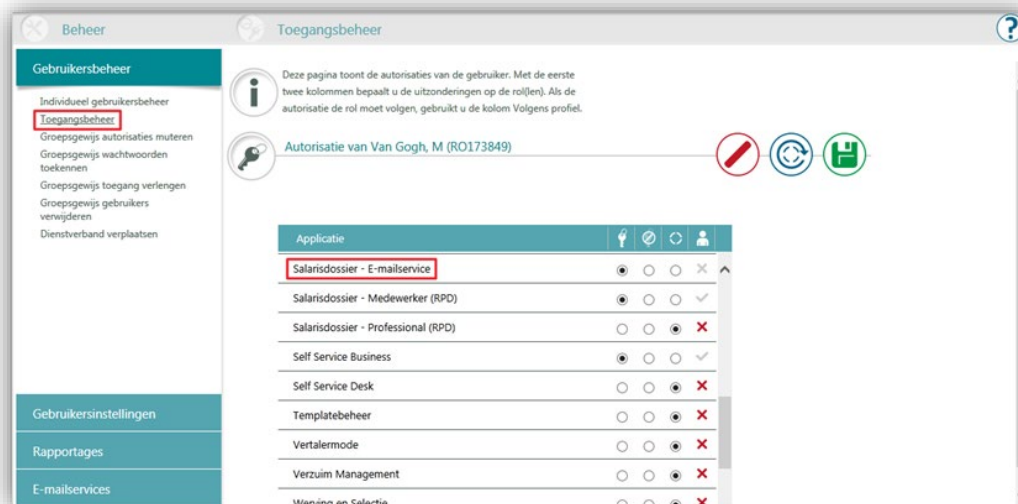 Beheer
Toegangsbeheer
?
Gebruikersbeheer
Individueel gebruikersbeheer
Toegangsbeheer
Groepsgewijs autorisaties muteren
Groepsgewijs wachtwoorden
toekennen
Groepsgewijs toegang verlengen
Groepsgewijs gebruikers
verwijderen
Dienstverband verplaatsen
Gebruikersinstellingen
Rapportages
E-mailservices
Deze pagina toont de autorisaties van de gebruiker. Met de eerste
twee kolommen bepaalt u de uitzonderingen op de rol(len). Als de
autorisatie de rol moet volgen, gebruikt u de kolom Volgens profiel.
Autorisatie van Van Gogh, M (RO173849)
Applicatie
Salarisdossier - E-mailservice
Salarisdossier - Medewerker (RPD)
Salarisdossier - Professional (RPD)
Self Service Business
Self Service Desk
Templatebeheer
Vertalermode
Verzuim Management
Werving en Selectie